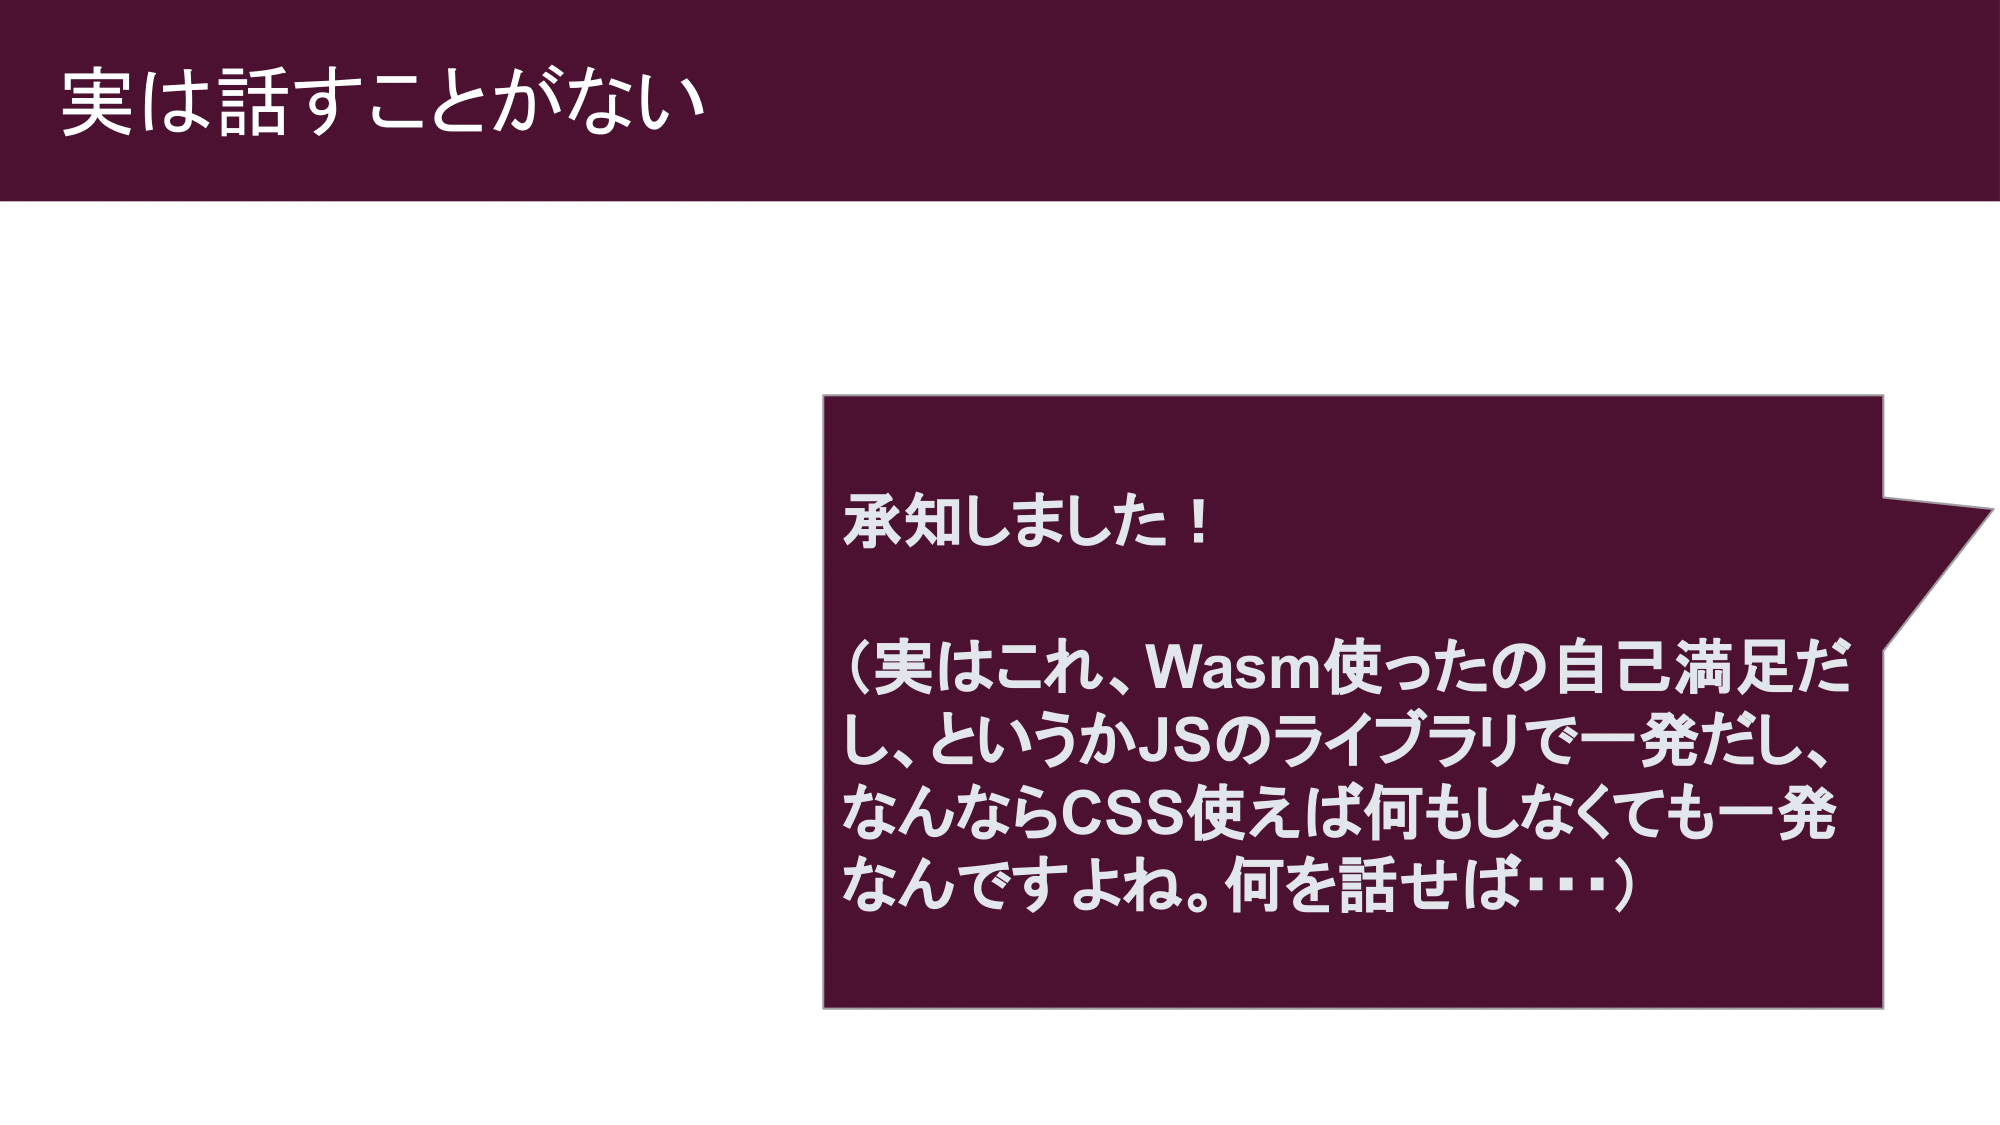 実は話すことがない
承知しました！
（実はこれ、Wasm使ったの自己満足だ
し、というかJSのライブラリで一発だし、
なんならCSS使えば何もしなくても一発
なんですよね。何を話せば・・・）